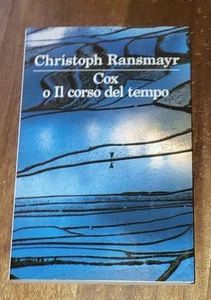 Christoph Ransmayr
Cox
o Il corso del tempo